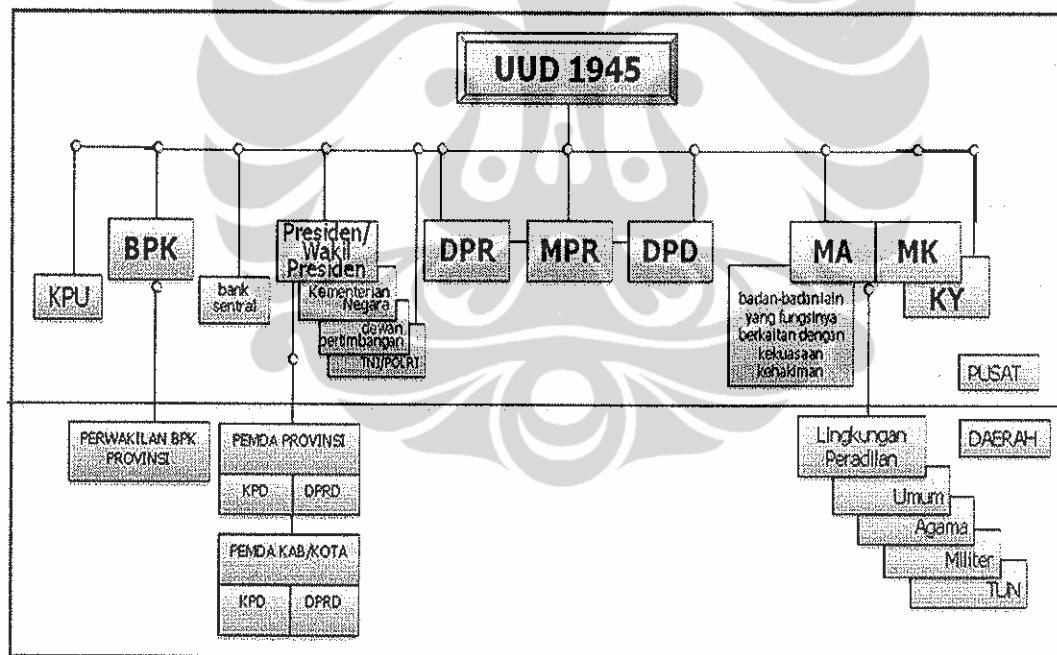 UUD 1945
KPU
BPK
bank
sentral
Presiden/
Wakil
Presiden
Kementerian
Negara
dewan
pertimbangan
TNI/POLRI
DPR
MPR
DPD
MA
MK
KY
badan-badanlain
yang fungsinya
berkaitan dengan
kekuasaan
kehakiman
PUSAT
PERWAKILAN BPK
PROVINSI
PEMDA PROVINSI
KPD
DPRD
PEMDA KAB/KOTA
KPD
DPRD
Lingkungan
Peradilan
Umum
Agama
Militer
TUN
DAERAH